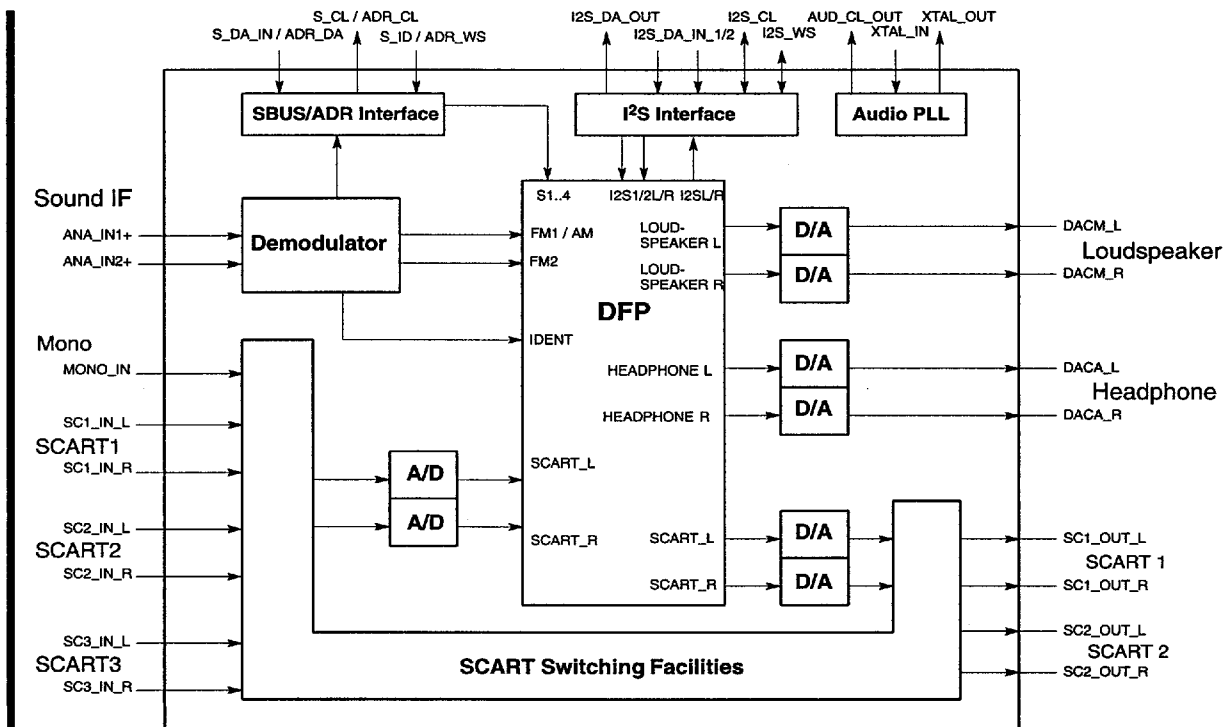 S_CL / ADR_CL
S_DA_IN / ADR_DA
S_ID / ADR_WS
I2S_DA_OUT
I2S_DA_IN_1/2
I2S_CL
I2S_WS
AUD_CL_OUT
XTAL_IN
XTAL_OUT
SBUS/ADR Interface
I²S Interface
Audio PLL
Sound IF
ANA_IN1+
ANA_IN2+
Demodulator
S1..4
I2S1/2L/R
I2SL/R
FM1 / AM
FM2
IDENT
LOUD-
SPEAKER L
LOUD-
SPEAKER R
DFP
D/A
D/A
DACM_L
Loudspeaker
DACM_R
Mono
MONO_IN
HEADPHONE L
HEADPHONE R
D/A
D/A
DACA_L
Headphone
DACA_R
SC1_IN_L
SCART1
SC1_IN_R
A/D
A/D
SCART_L
SCART_R
SC2_IN_L
SCART2
SC2_IN_R
SCART_L
SCART_R
D/A
D/A
SC1_OUT_L
SCART 1
SC1_OUT_R
SC3_IN_L
SCART3
SC3_IN_R
SCART Switching Facilities
SC2_OUT_L
SCART 2
SC2_OUT_R